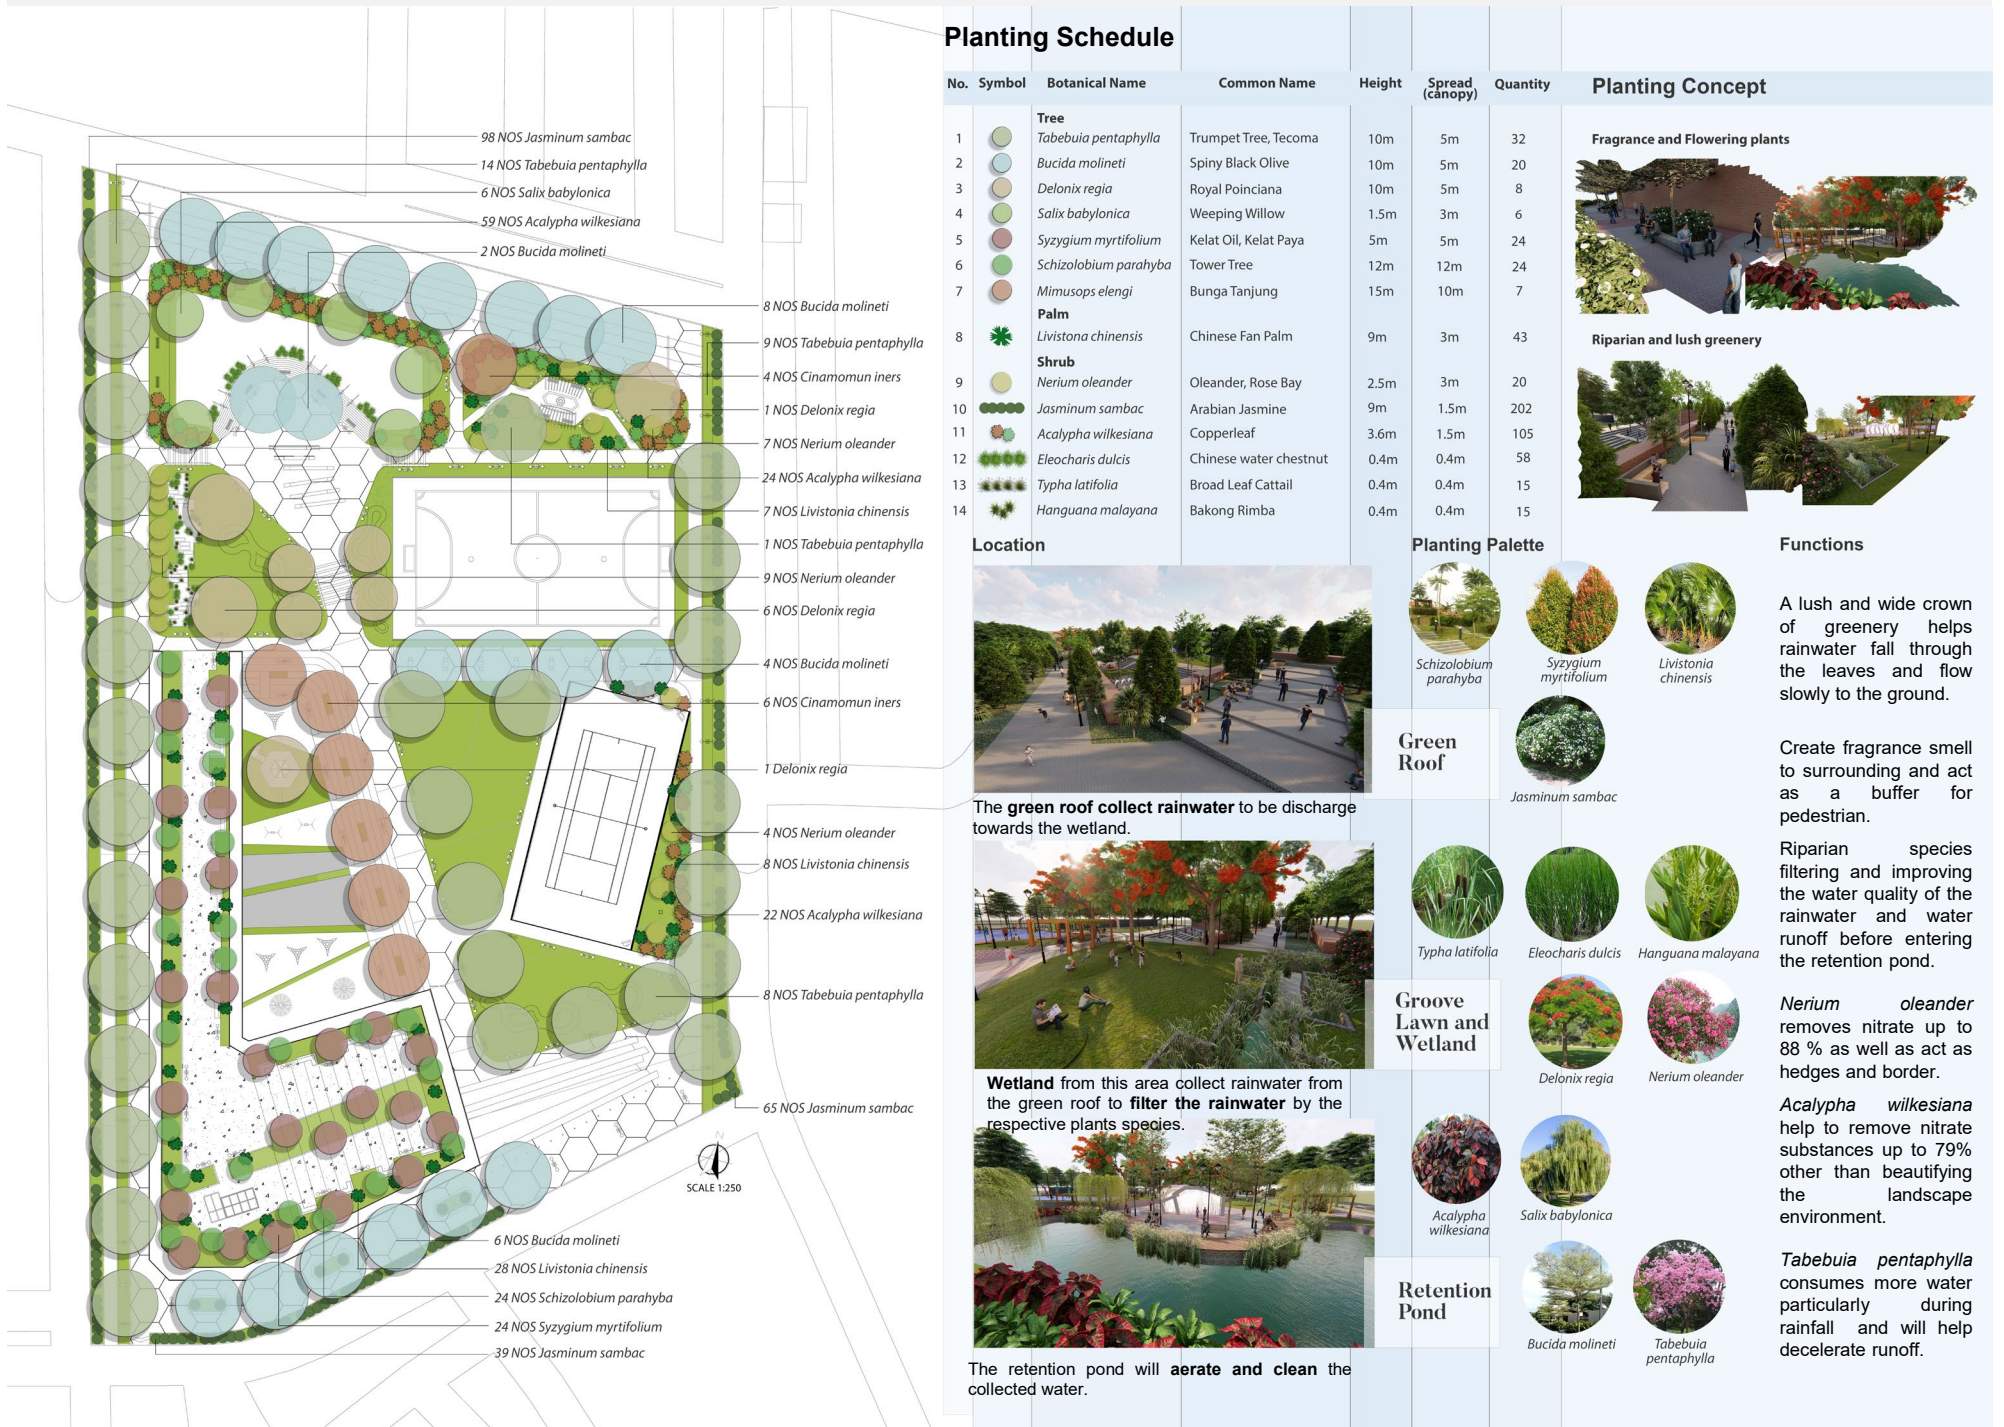 98 NOS Jasminum sambac
14 NOS Tabebuia pentaphylla
6 NOS Salix babylonica
59 NOS Acalypha wilkesiana
2 NOS Bucida molineti
8 NOS Bucida molineti
9 NOS Tabebuia pentaphylla
4 NOS Cinamomun iners
1 NOS Delonix regia
7 NOS Nerium oleander
24 NOS Acalypha wilkesiana
7 NOS Livistonia chinensis
1 NOS Tabebuia pentaphylla
9 NOS Nerium oleander
6 NOS Delonix regia
4 NOS Bucida molineti
6 NOS Cinamomun iners
1 Delonix regia
4 NOS Nerium oleander
8 NOS Livistonia chinensis
22 NOS Acalypha wilkesiana
8 NOS Tabebuia pentaphylla
65 NOS Jasminum sambac
N
SCALE 1:250
6 NOS Bucida molineti
28 NOS Livistonia chinensis
24 NOS Schizolobium parahyba
24 NOS Syzygium myrtifolium
39 NOS Jasminum sambac
Planting Schedule
No. Symbol Botanical Name Common Name Height Spread (canopy) Quantity
Tree
1 Tabebuia pentaphylla Trumpet Tree, Tecoma 10m 5m 32
2 Bucida molineti Spiny Black Olive 10m 5m 20
3 Delonix regia Royal Poinciana 10m 5m 8
4 Salix babylonica Weeping Willow 1.5m 3m 6
5 Syzygium myrtifolium Kelat Oil, Kelat Paya 5m 5m 24
6 Schizolobium parahyba Tower Tree 12m 12m 24
7 Mimusops elengi Bunga Tanjung 15m 10m 7
Palm
8 Livistona chinensis Chinese Fan Palm 9m 3m 43
Shrub
9 Nerium oleander Oleander, Rose Bay 2.5m 3m 20
10 Jasminum sambac Arabian Jasmine 9m 1.5m 202
11 Acalypha wilkesiana Copperleaf 3.6m 1.5m 105
12 Eleocharis dulcis Chinese water chestnut 0.4m 0.4m 58
13 Typha latifolia Broad Leaf Cattail 0.4m 0.4m 15
14 Hanguana malayana Bakong Rimba 0.4m 0.4m 15
Planting Concept
Fragrance and Flowering plants
Riparian and lush greenery
Location
The green roof collect rainwater to be discharge
towards the wetland.
Wetland from this area collect rainwater from
the green roof to filter the rainwater by the
respective plants species.
The retention pond will aerate and clean the
collected water.
Planting Palette
Schizolobium
parahyba
Syzygium
myrtifolium
Livistonia
chinensis
Green
Roof
Jasminum sambac
Typha latifolia
Eleocharis dulcis
Hanguana malayana
Groove
Lawn and
Wetland
Delonix regia
Nerium oleander
Acalypha
wilkesiana
Salix babylonica
Retention
Pond
Bucida molineti
Tabebuia
pentaphylla
Functions
A lush and wide crown
of greenery helps
rainwater fall through
the leaves and flow
slowly to the ground.
Create fragrance smell
to surrounding and act
as a buffer for
pedestrian.
Riparian species
filtering and improving
the water quality of the
rainwater and water
runoff before entering
the retention pond.
Nerium oleander
removes nitrate up to
88 % as well as act as
hedges and border.
Acalypha wilkesiana
help to remove nitrate
substances up to 79%
other than beautifying
the landscape
environment.
Tabebuia pentaphylla
consumes more water
particularly during
rainfall and will help
decelerate runoff.